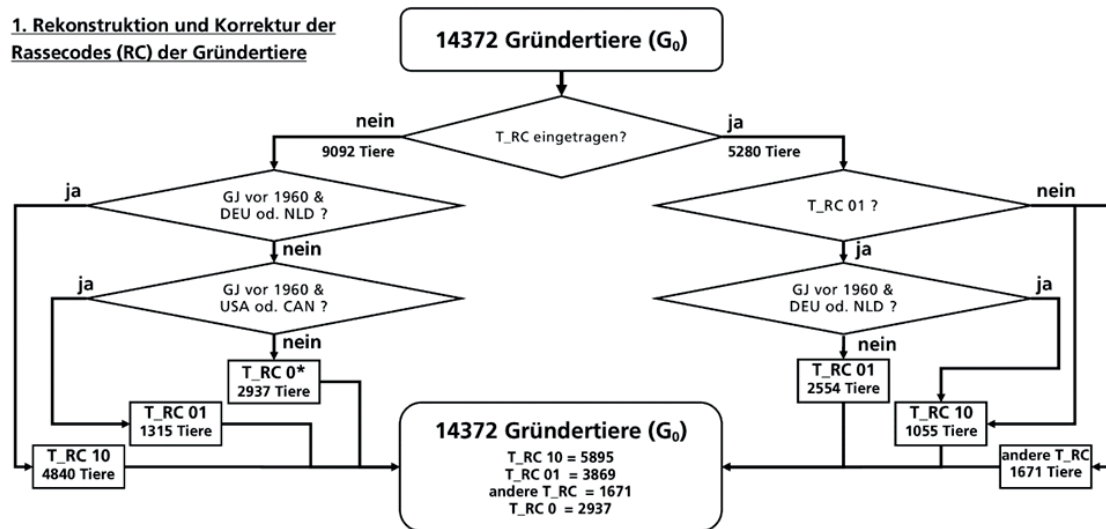 1. Rekonstruktion und Korrektur der
Rassecodes (RC) der Gründertiere
14372 Gründertiere (G₀)
nein
T_RC eingetragen?
ja
9092 Tiere
5280 Tiere
ja
GJ vor 1960 &
DEU od. NLD ?
T_RC 01 ?
nein
nein
ja
ja
GJ vor 1960 &
USA od. CAN ?
GJ vor 1960 &
DEU od. NLD ?
ja
nein
nein
T_RC 0*
2937 Tiere
T_RC 01
2554 Tiere
T_RC 01
1315 Tiere
T_RC 10
1055 Tiere
T_RC 10
4840 Tiere
andere T_RC
1671 Tiere
14372 Gründertiere (G₀)
T_RC 10 = 5895
T_RC 01 = 3869
andere T_RC = 1671
T_RC 0 = 2937